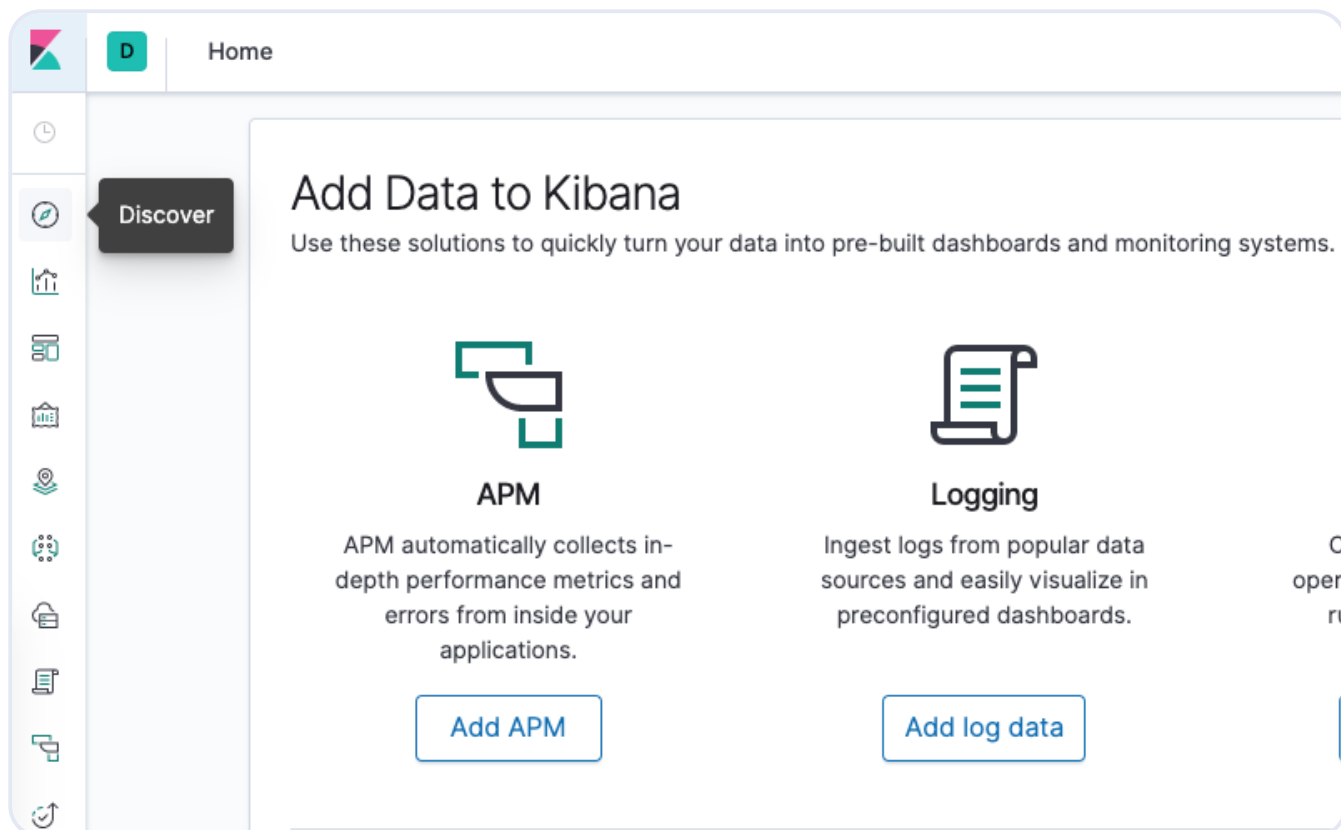 D
Home
Discover
Add Data to Kibana
Use these solutions to quickly turn your data into pre-built dashboards and monitoring systems.
APM
APM automatically collects in-
depth performance metrics and
errors from inside your
applications.
Add APM
Logging
Ingest logs from popular data
sources and easily visualize in
preconfigured dashboards.
Add log data